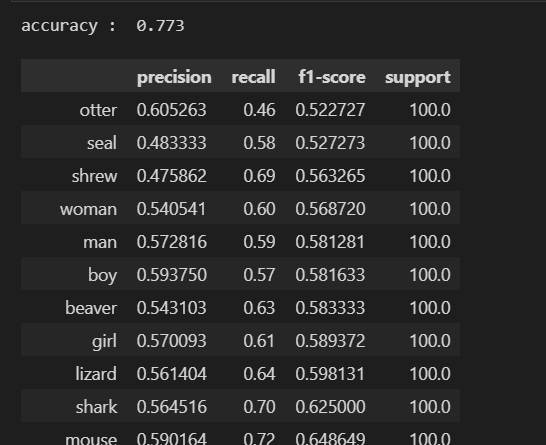 accuracy :  0.773
precision recall f1-score support
otter 0.605263 0.46 0.522727 100.0
seal 0.483333 0.58 0.527273 100.0
shrew 0.475862 0.69 0.563265 100.0
woman 0.540541 0.60 0.568720 100.0
man 0.572816 0.59 0.581281 100.0
boy 0.593750 0.57 0.581633 100.0
beaver 0.543103 0.63 0.583333 100.0
girl 0.570093 0.61 0.589372 100.0
lizard 0.561404 0.64 0.598131 100.0
shark 0.564516 0.70 0.625000 100.0
mouse 0.590164 0.72 0.648649 100.0